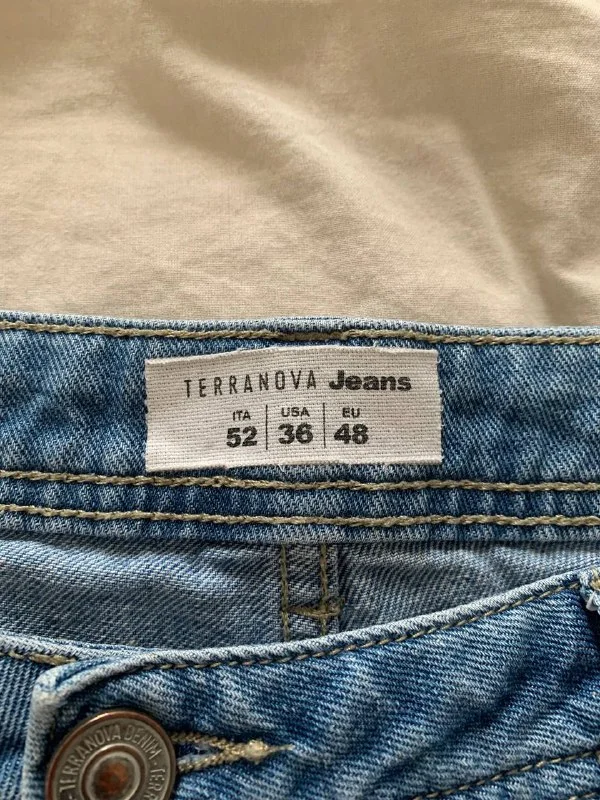 TERRANOVA Jeans
ITA USA EU
52 36 48
-TERRANOVA DENIM-